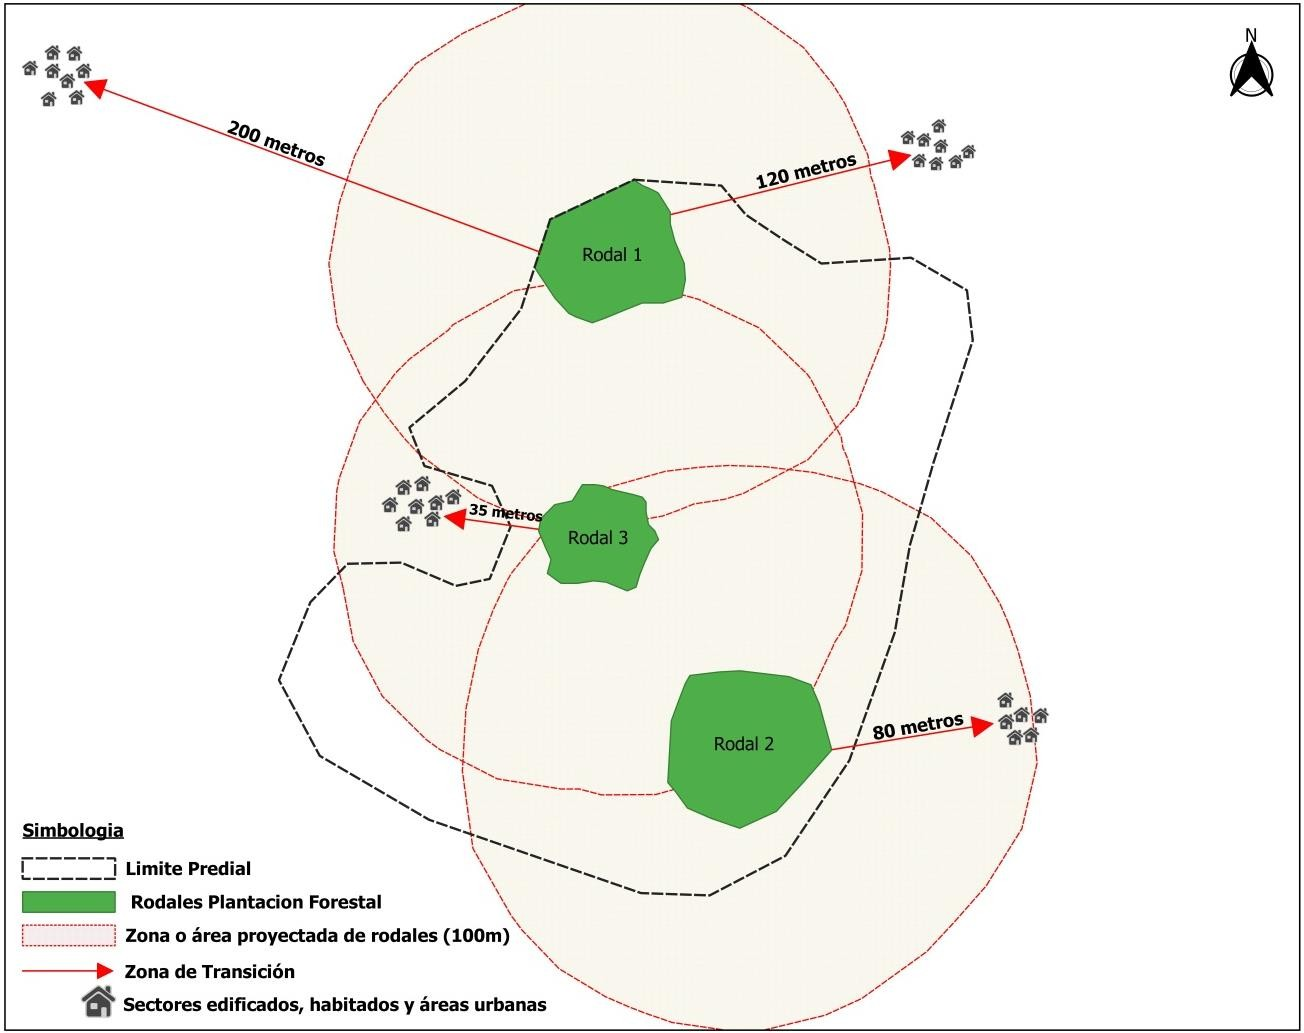 N
200 metros
120 metros
Rodal 1
35 metros
Rodal 3
Rodal 2
80 metros
Simbologia
Limite Predial
Rodales Plantacion Forestal
Zona o área proyectada de rodales (100m)
Zona de Transición
Sectores edificados, habitados y áreas urbanas